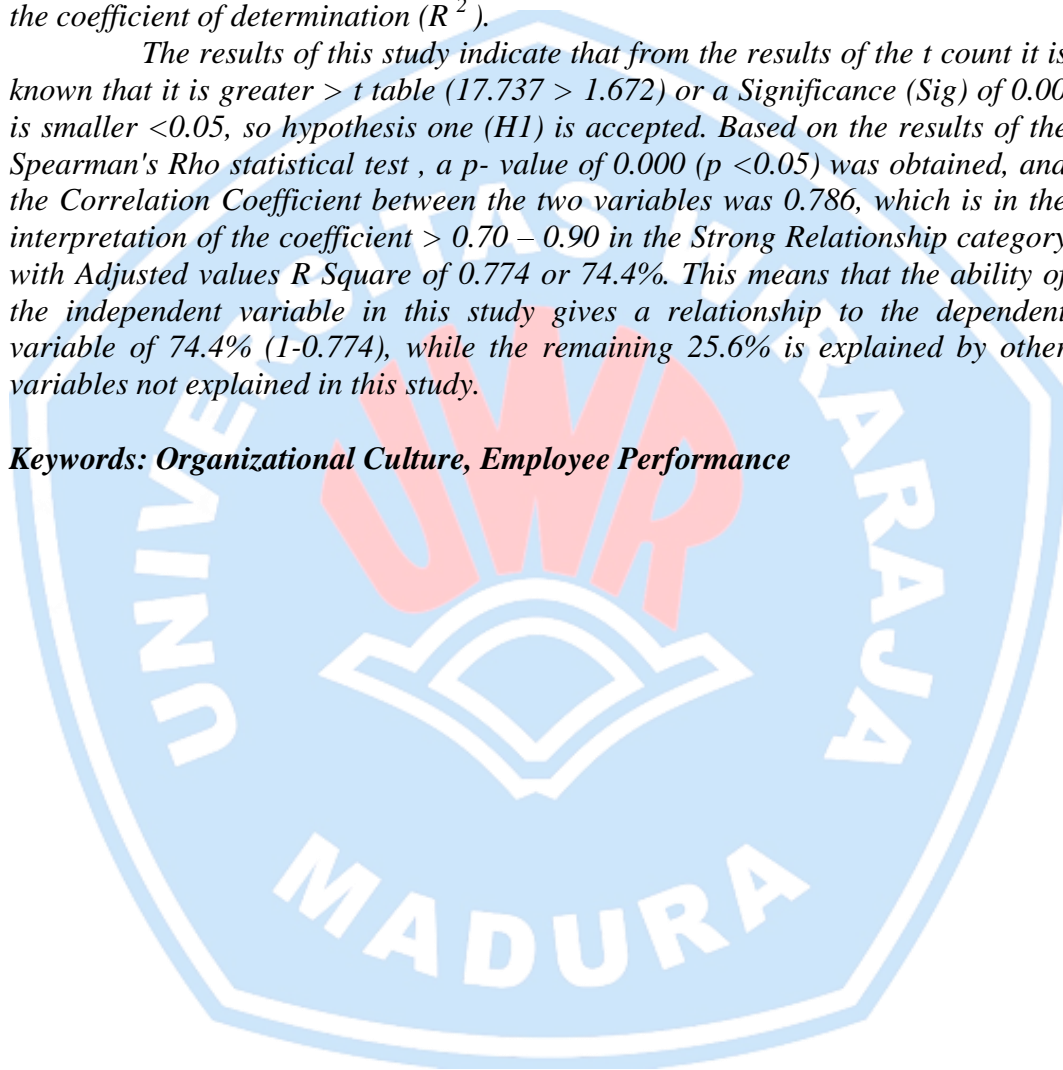 the coefficient of determination (R 2 ).
The results of this study indicate that from the results of the t count it is
known that it is greater > t table (17.737 > 1.672) or a Significance (Sig) of 0.00
is smaller <0.05, so hypothesis one (H1) is accepted. Based on the results of the
Spearman's Rho statistical test , a p- value of 0.000 (p <0.05) was obtained, and
the Correlation Coefficient between the two variables was 0.786, which is in the
interpretation of the coefficient > 0.70 – 0.90 in the Strong Relationship category
with Adjusted values R Square of 0.774 or 74.4%. This means that the ability of
the independent variable in this study gives a relationship to the dependent
variable of 74.4% (1-0.774), while the remaining 25.6% is explained by other
variables not explained in this study.
Keywords: Organizational Culture, Employee Performance
UNIVERSITAS WIRARAJA
UWR
MADURA